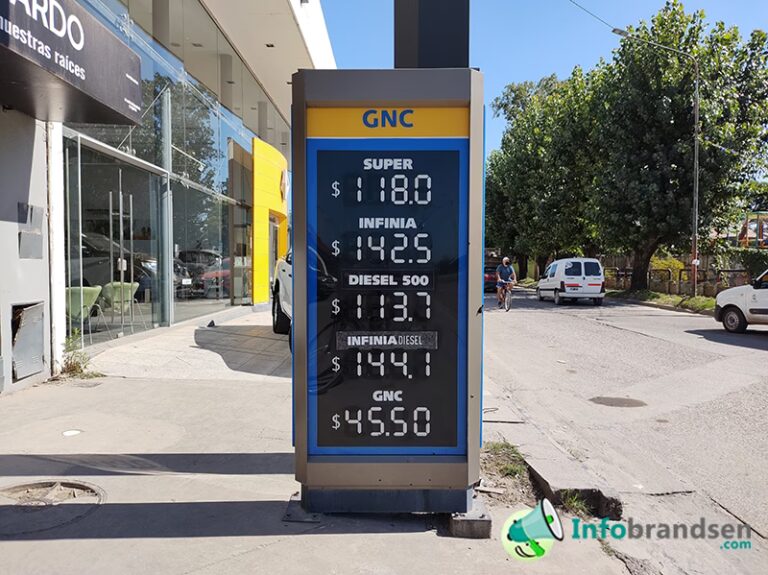 ARDO
nuestras raíces
GNC
SUPER
$ 118.0
INFINIA
$ 142.5
DIESEL 500
$ 113.7
INFINIA DIESEL
$ 144.1
GNC
$ 45.50
Infobrandsen
.com